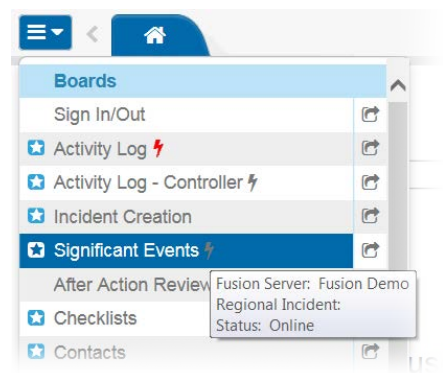 Boards
Sign In/Out
Activity Log
Activity Log - Controller
Incident Creation
Significant Events
After Action Review
Fusion Server: Fusion Demo
Regional Incident:
Status: Online
Checklists
Contacts